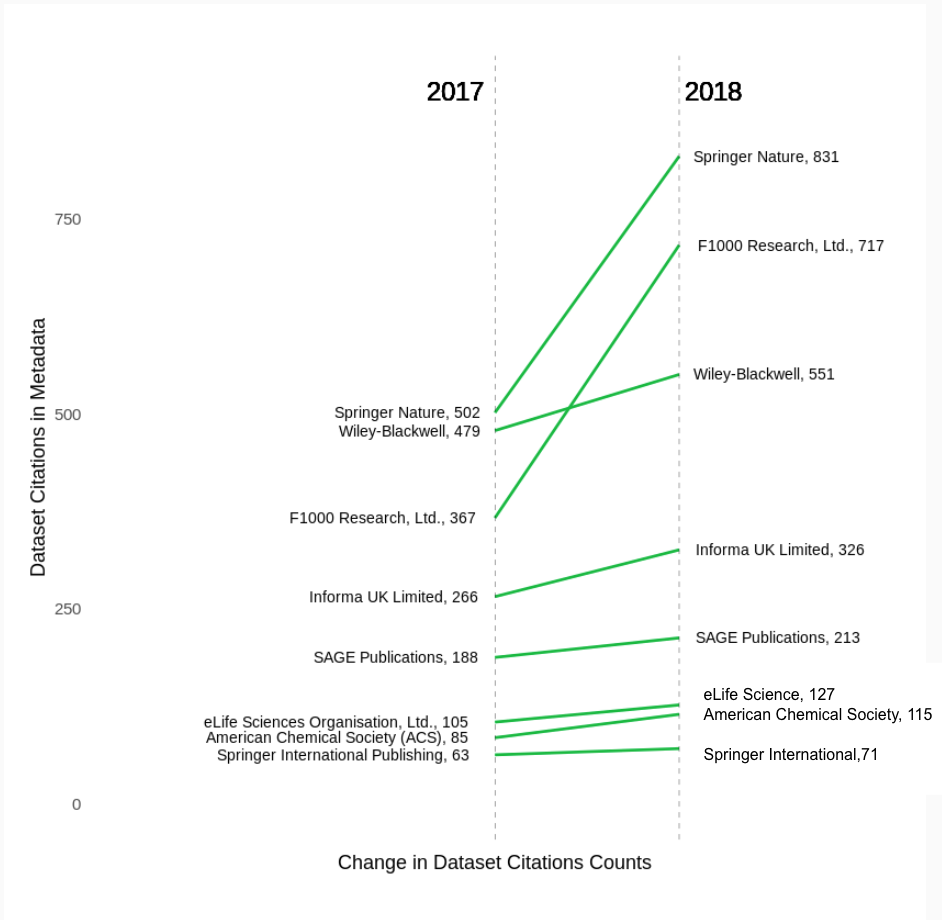 2017
2018
Springer Nature, 831
750
F1000 Research, Ltd., 717
Dataset Citations in Metadata
Wiley-Blackwell, 551
500
Springer Nature, 502
Wiley-Blackwell, 479
F1000 Research, Ltd., 367
Informa UK Limited, 326
Informa UK Limited, 266
250
SAGE Publications, 213
SAGE Publications, 188
eLife Science, 127
American Chemical Society, 115
eLife Sciences Organisation, Ltd., 105
American Chemical Society (ACS), 85
Springer International Publishing, 63
Springer International,71
0
Change in Dataset Citations Counts